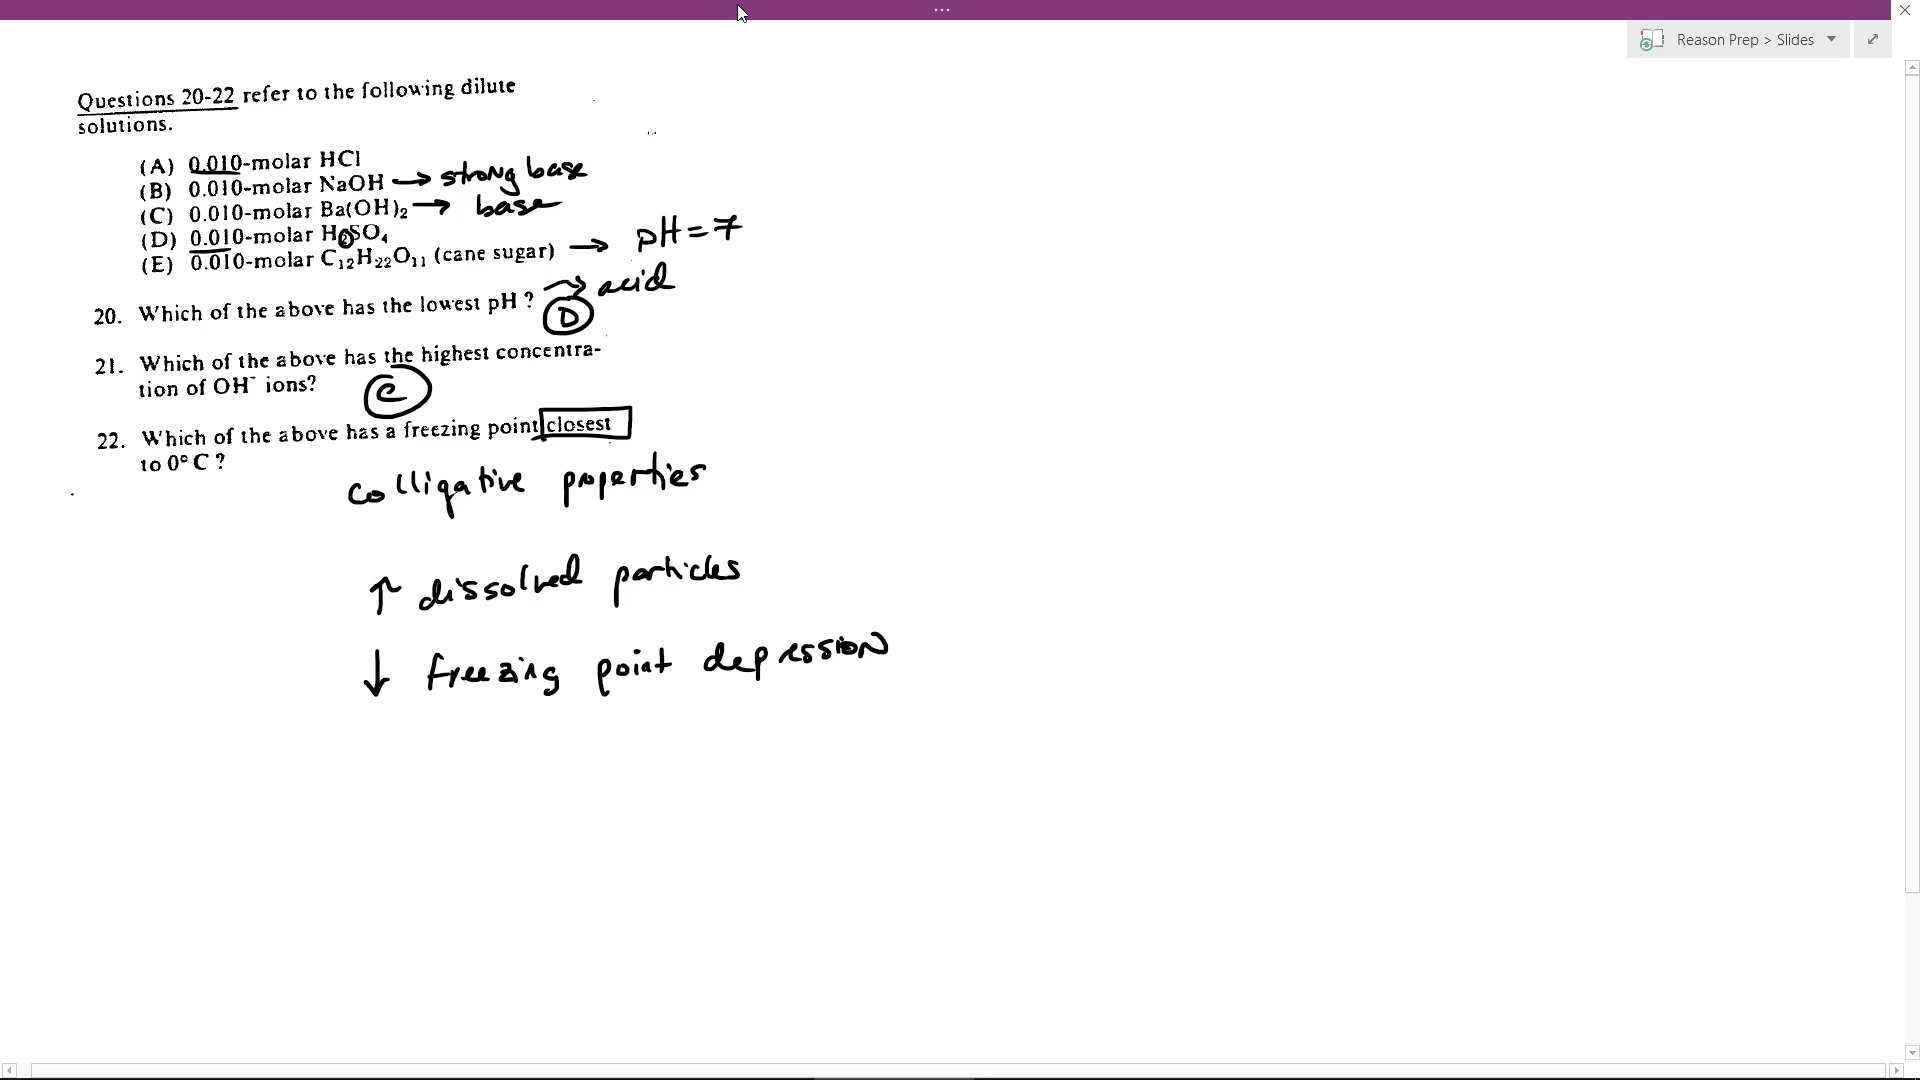 ...
Reason Prep > Slides
Questions 20-22 refer to the following dilute
solutions.
(A) 0.010-molar HCl
(B) 0.010-molar NaOH → strong base
(C) 0.010-molar Ba(OH)₂ → base
(D) 0.010-molar H₂SO₄
(E) 0.010-molar C₁₂H₂₂O₁₁ (cane sugar) → pH = 7
20. Which of the above has the lowest pH ? → acid
D
21. Which of the above has the highest concentra-
tion of OH⁻ ions? C
22. Which of the above has a freezing point closest
to 0° C ?
colligative properties
↑ dissolved particles
↓ freezing point depression